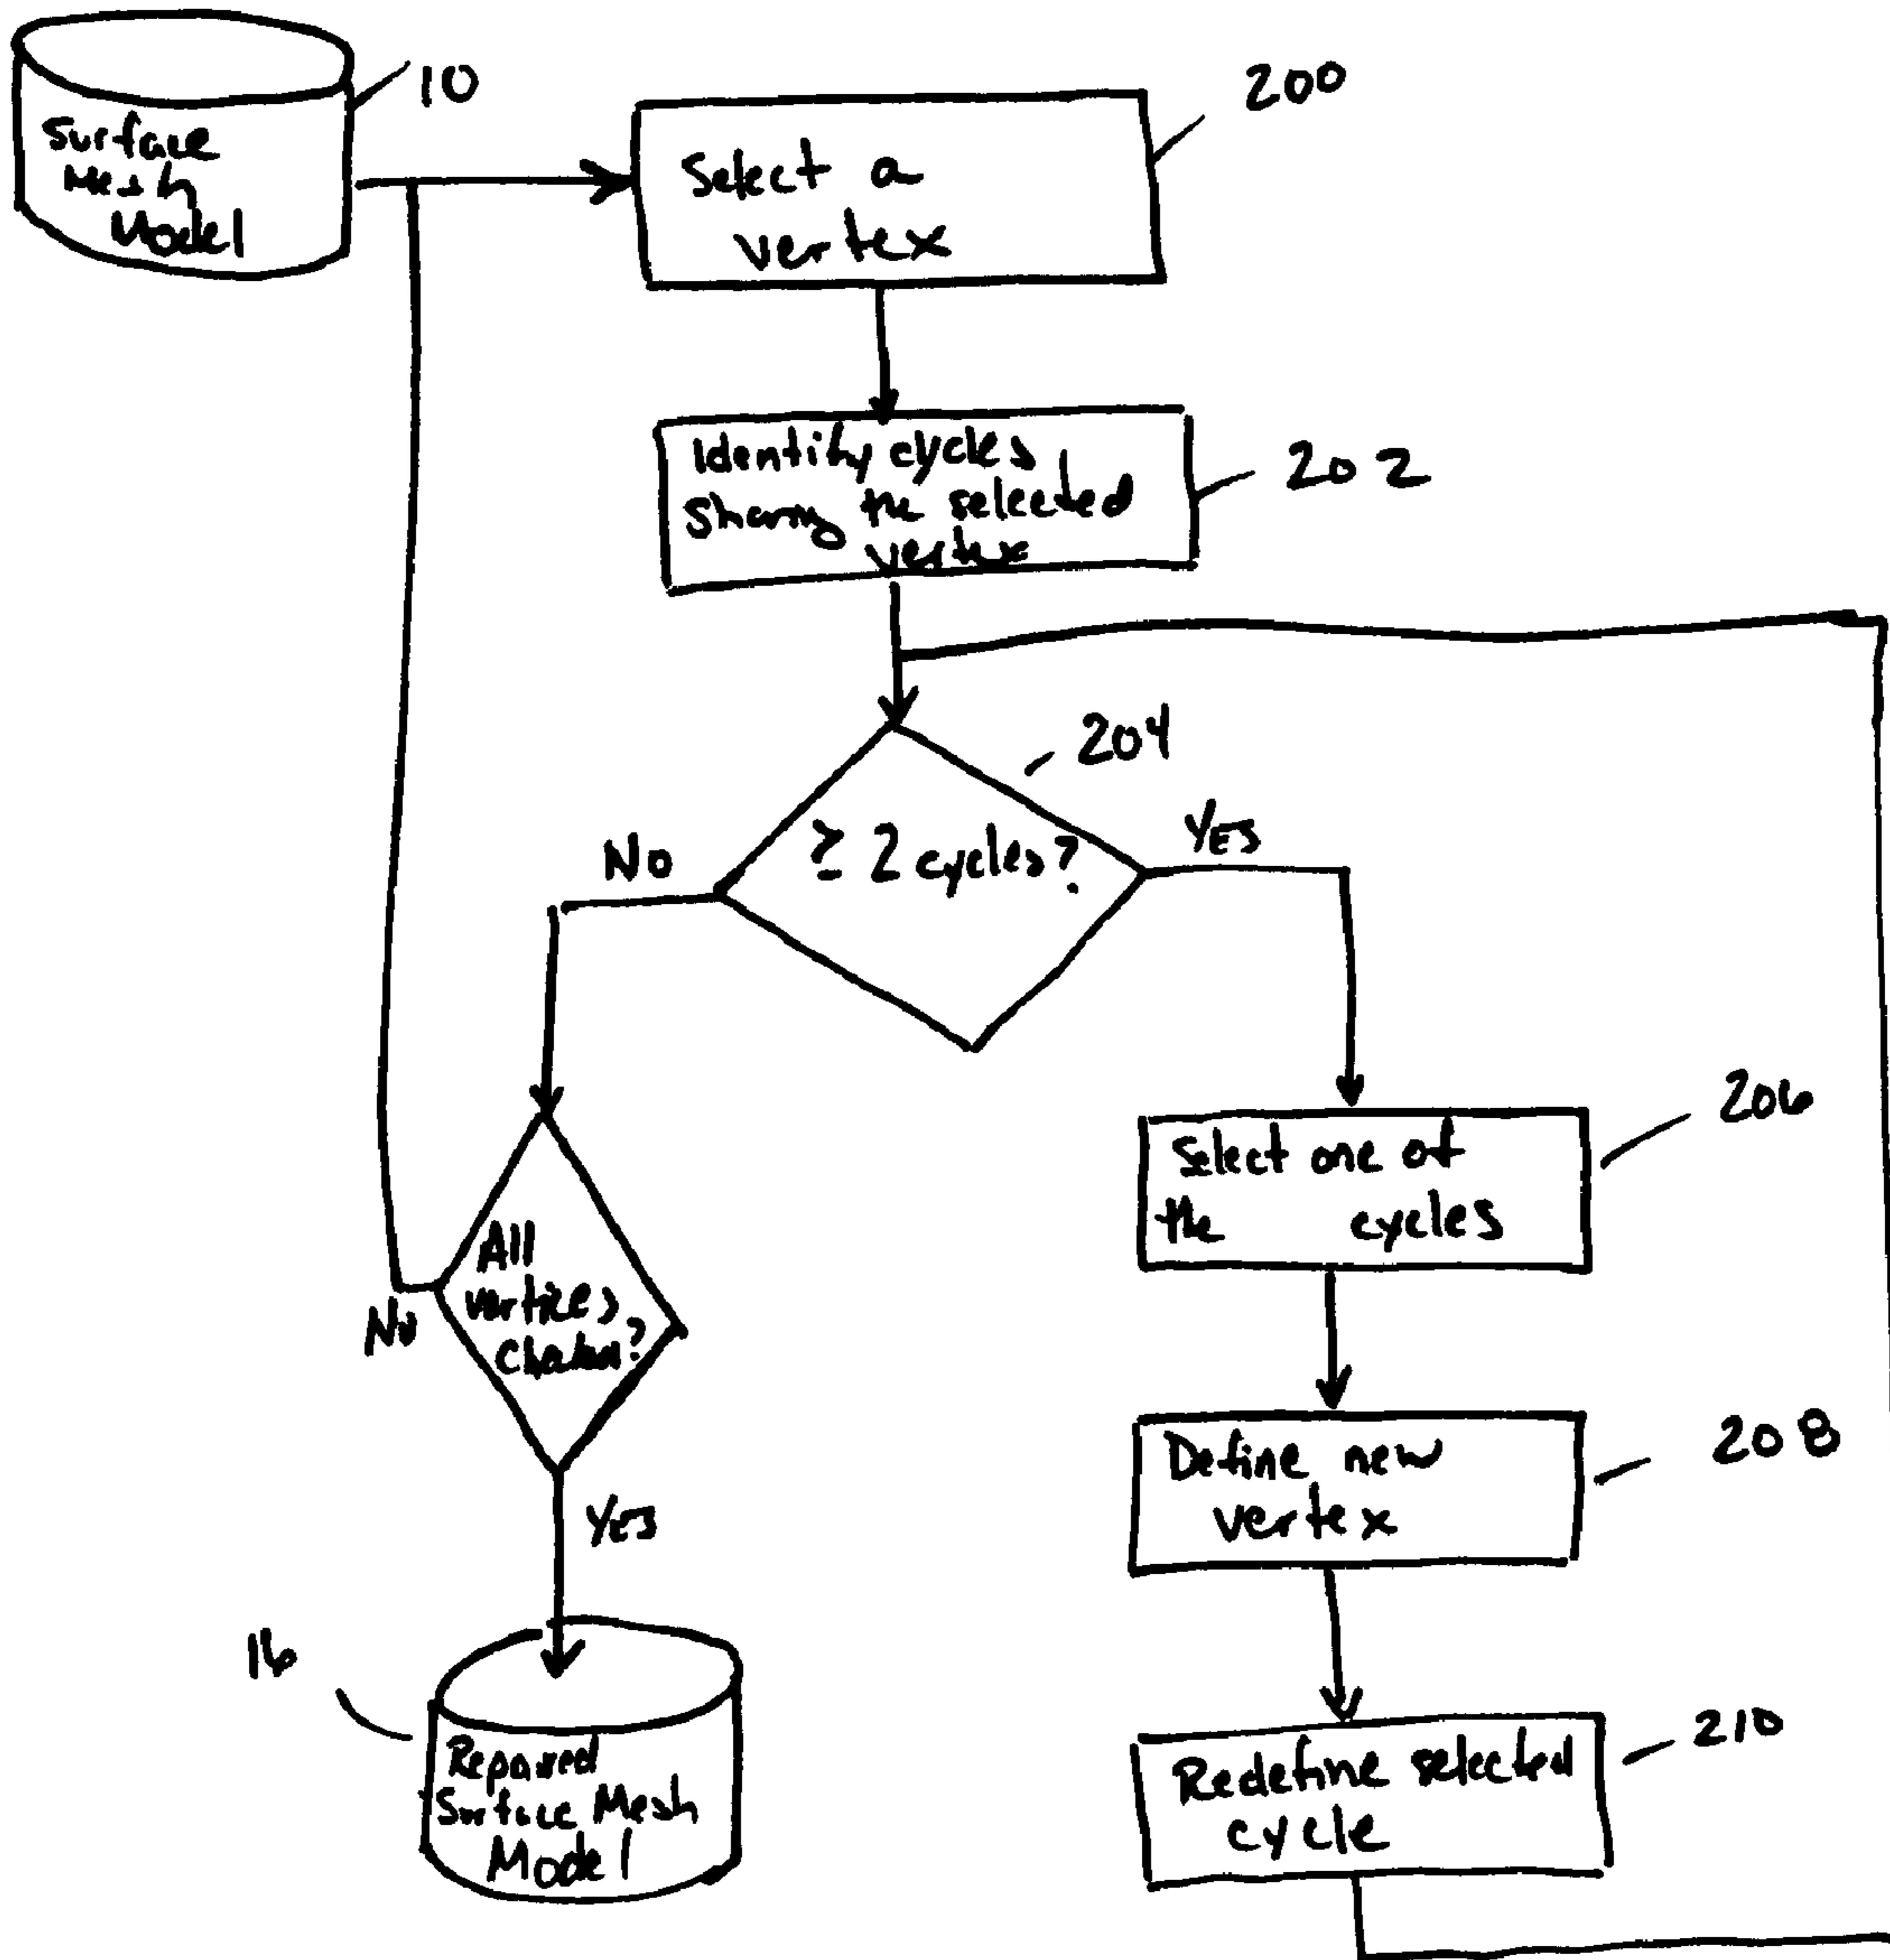 10
Surface
Mesh
Model
200
Select a
vertex
Identify cycles
sharing the selected
vertex
202
204
≥ 2 cycles?
No
YES
206
Select one of
the cycles
All
vertices
No
208
Define new
vertex
YES
16
Repaired
Surface Mesh
Model
210
Redefine selected
cycle